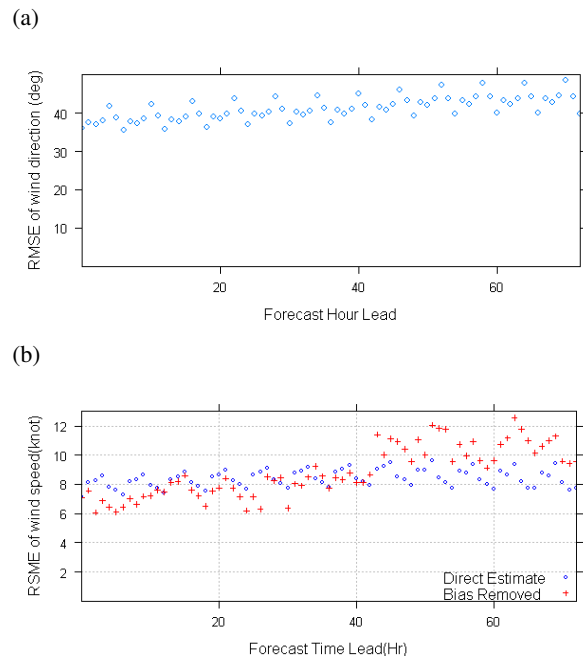 (a)
RMSE of wind direction (deg)
40
30
20
10
20
40
60
Forecast Hour Lead
(b)
RSME of wind speed(knot)
12
10
8
6
4
2
Direct Estimate
Bias Removed
20
40
60
Forecast Time Lead(Hr)